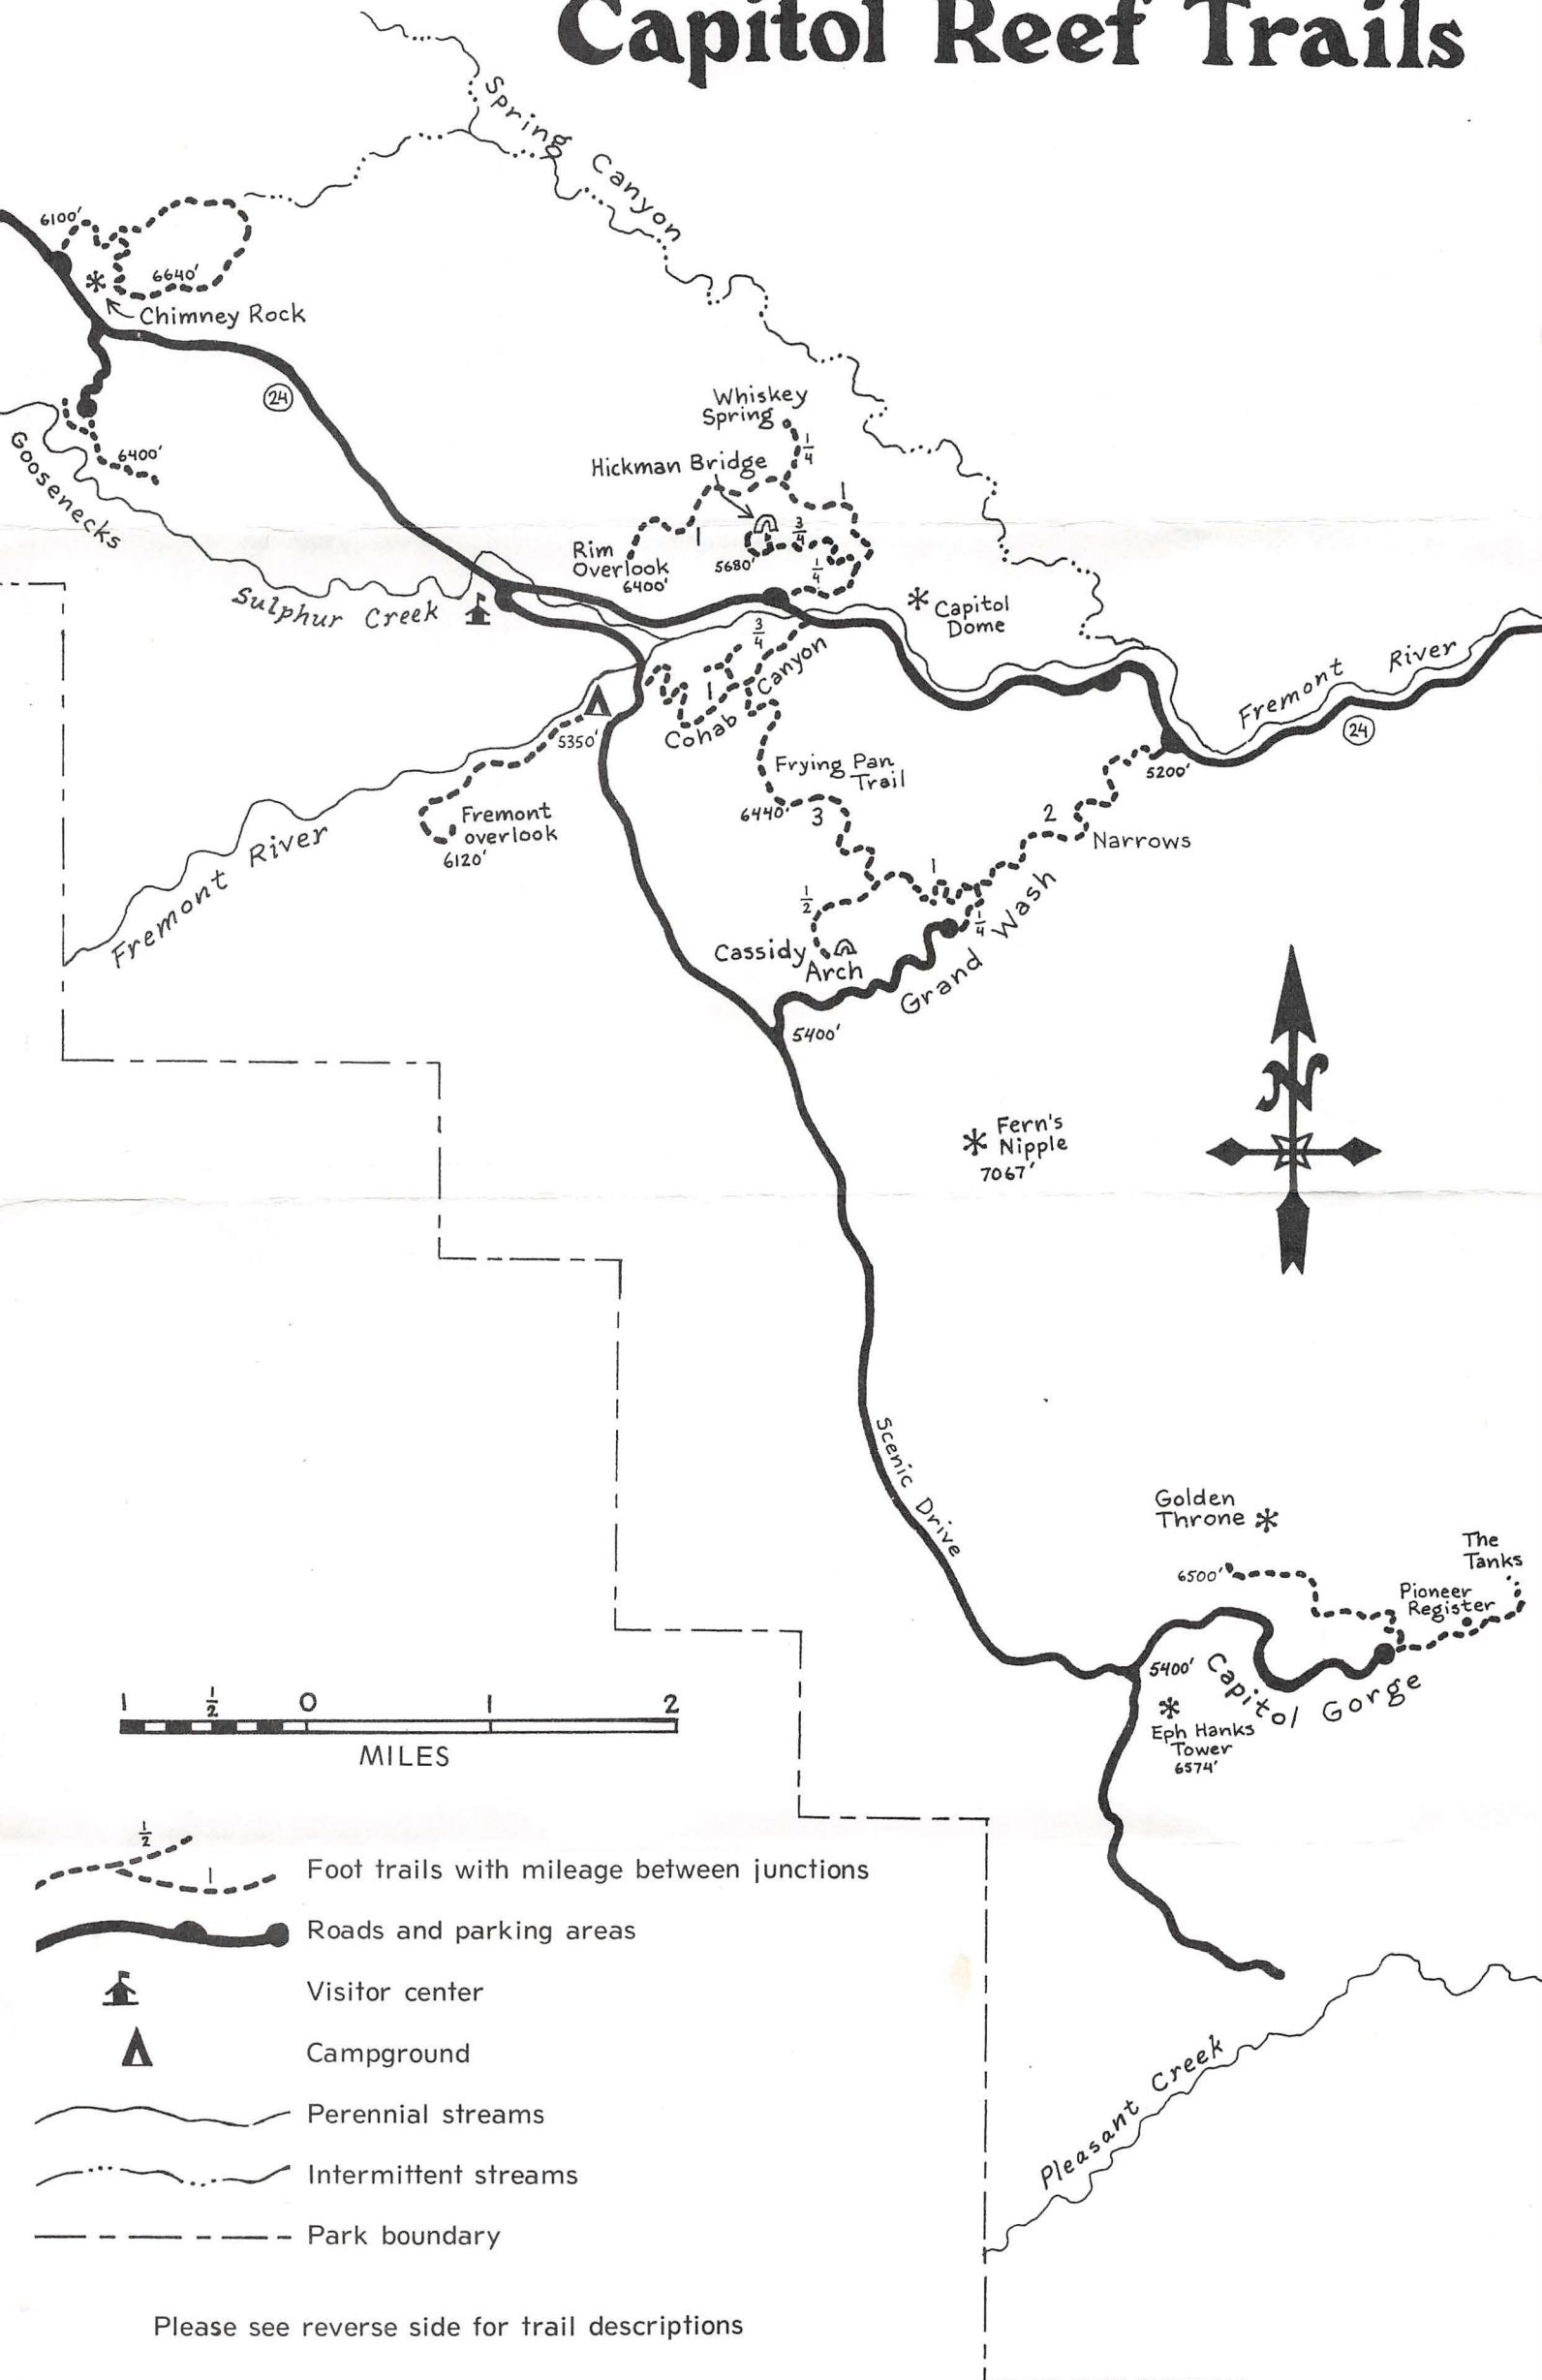 Capitol Reef Trails
Spring Canyon
6100'
6640'
Chimney Rock
24
6400'
Goosenecks
Whiskey
Spring
1/4
Hickman Bridge
1
3/4
1
Rim
Overlook
6400'
5680'
1/4
Sulphur Creek
Capitol
Dome
3/4
1
Cohab Canyon
Fremont River
24
5350'
Frying Pan
Trail
5200'
6440'
3
2
Narrows
Fremont
overlook
6120'
Fremont River
1
1/2
1/4
Cassidy
Arch
Grand Wash
5400'
N
Fern's
Nipple
7067'
Scenic Drive
Golden
Throne
The
Tanks
6500'
Pioneer
Register
5400'
Capitol Gorge
Eph Hanks
Tower
6574'
1 1/2 0 1 2
MILES
1/2
1
Foot trails with mileage between junctions
Roads and parking areas
Visitor center
Campground
Perennial streams
Intermittent streams
Park boundary
Pleasant Creek
Please see reverse side for trail descriptions